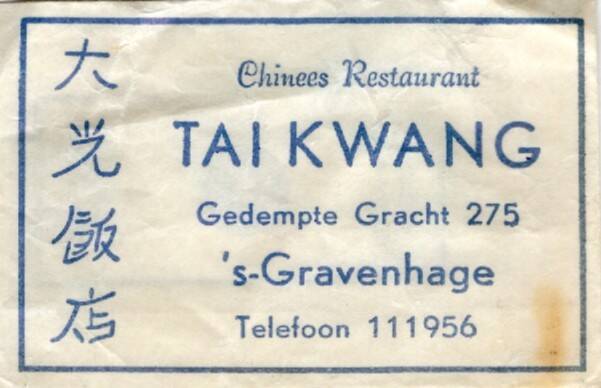 大光飯店
Chinees Restaurant
TAI KWANG
Gedempte Gracht 275
's-Gravenhage
Telefoon 111956